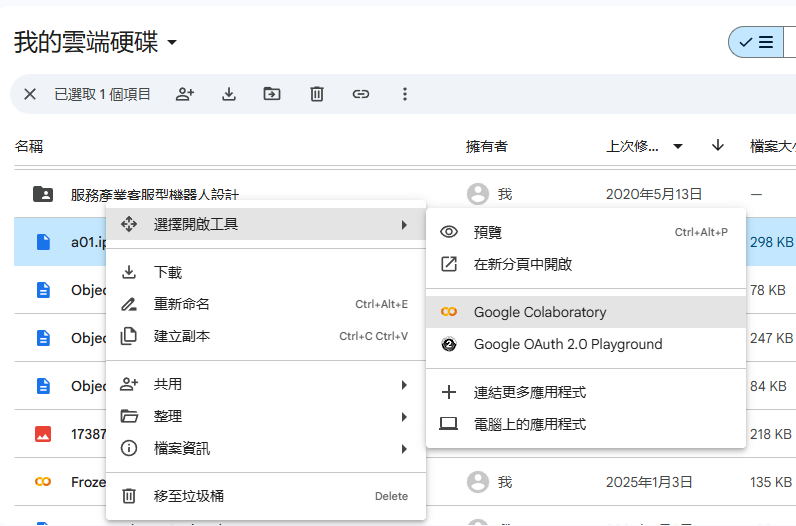 我的雲端硬碟
已選取 1 個項目
名稱 擁有者 上次修... 檔案大小
服務產業客服型機器人設計 我 2020年5月13日 —
a01.ip 298 KB
Objec 78 KB
Objec 247 KB
Objec 84 KB
17387 218 KB
Froze 我 2025年1月3日 135 KB
選擇開啟工具
下載
重新命名 Ctrl+Alt+E
建立副本 Ctrl+C Ctrl+V
共用
整理
檔案資訊
移至垃圾桶 Delete
預覽 Ctrl+Alt+P
在新分頁中開啟
Google Colaboratory
Google OAuth 2.0 Playground
連結更多應用程式
電腦上的應用程式